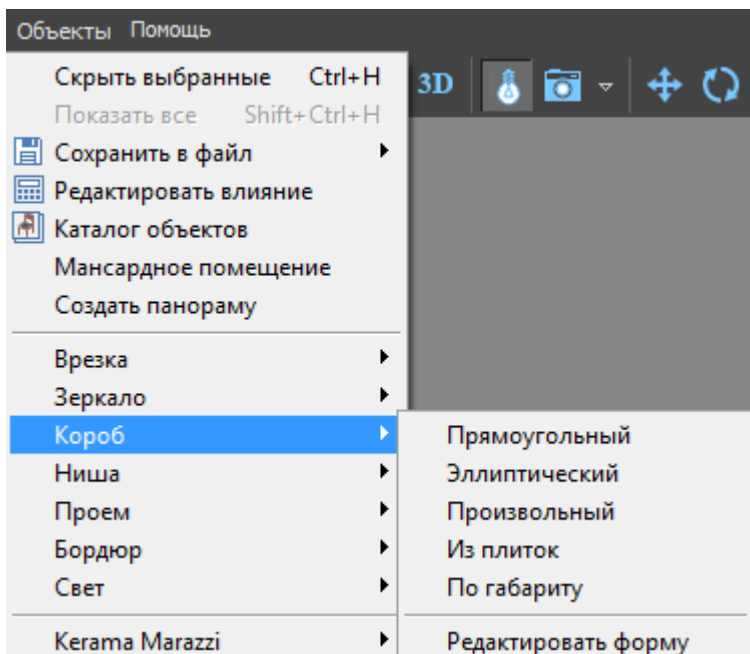 Объекты Помощь
Скрыть выбранные Ctrl+H
3D
Показать все Shift+Ctrl+H
Сохранить в файл
Редактировать влияние
Каталог объектов
Мансардное помещение
Создать панораму
Врезка
Зеркало
Короб
Ниша
Проем
Бордюр
Свет
Kerama Marazzi
Прямоугольный
Эллиптический
Произвольный
Из плиток
По габариту
Редактировать форму